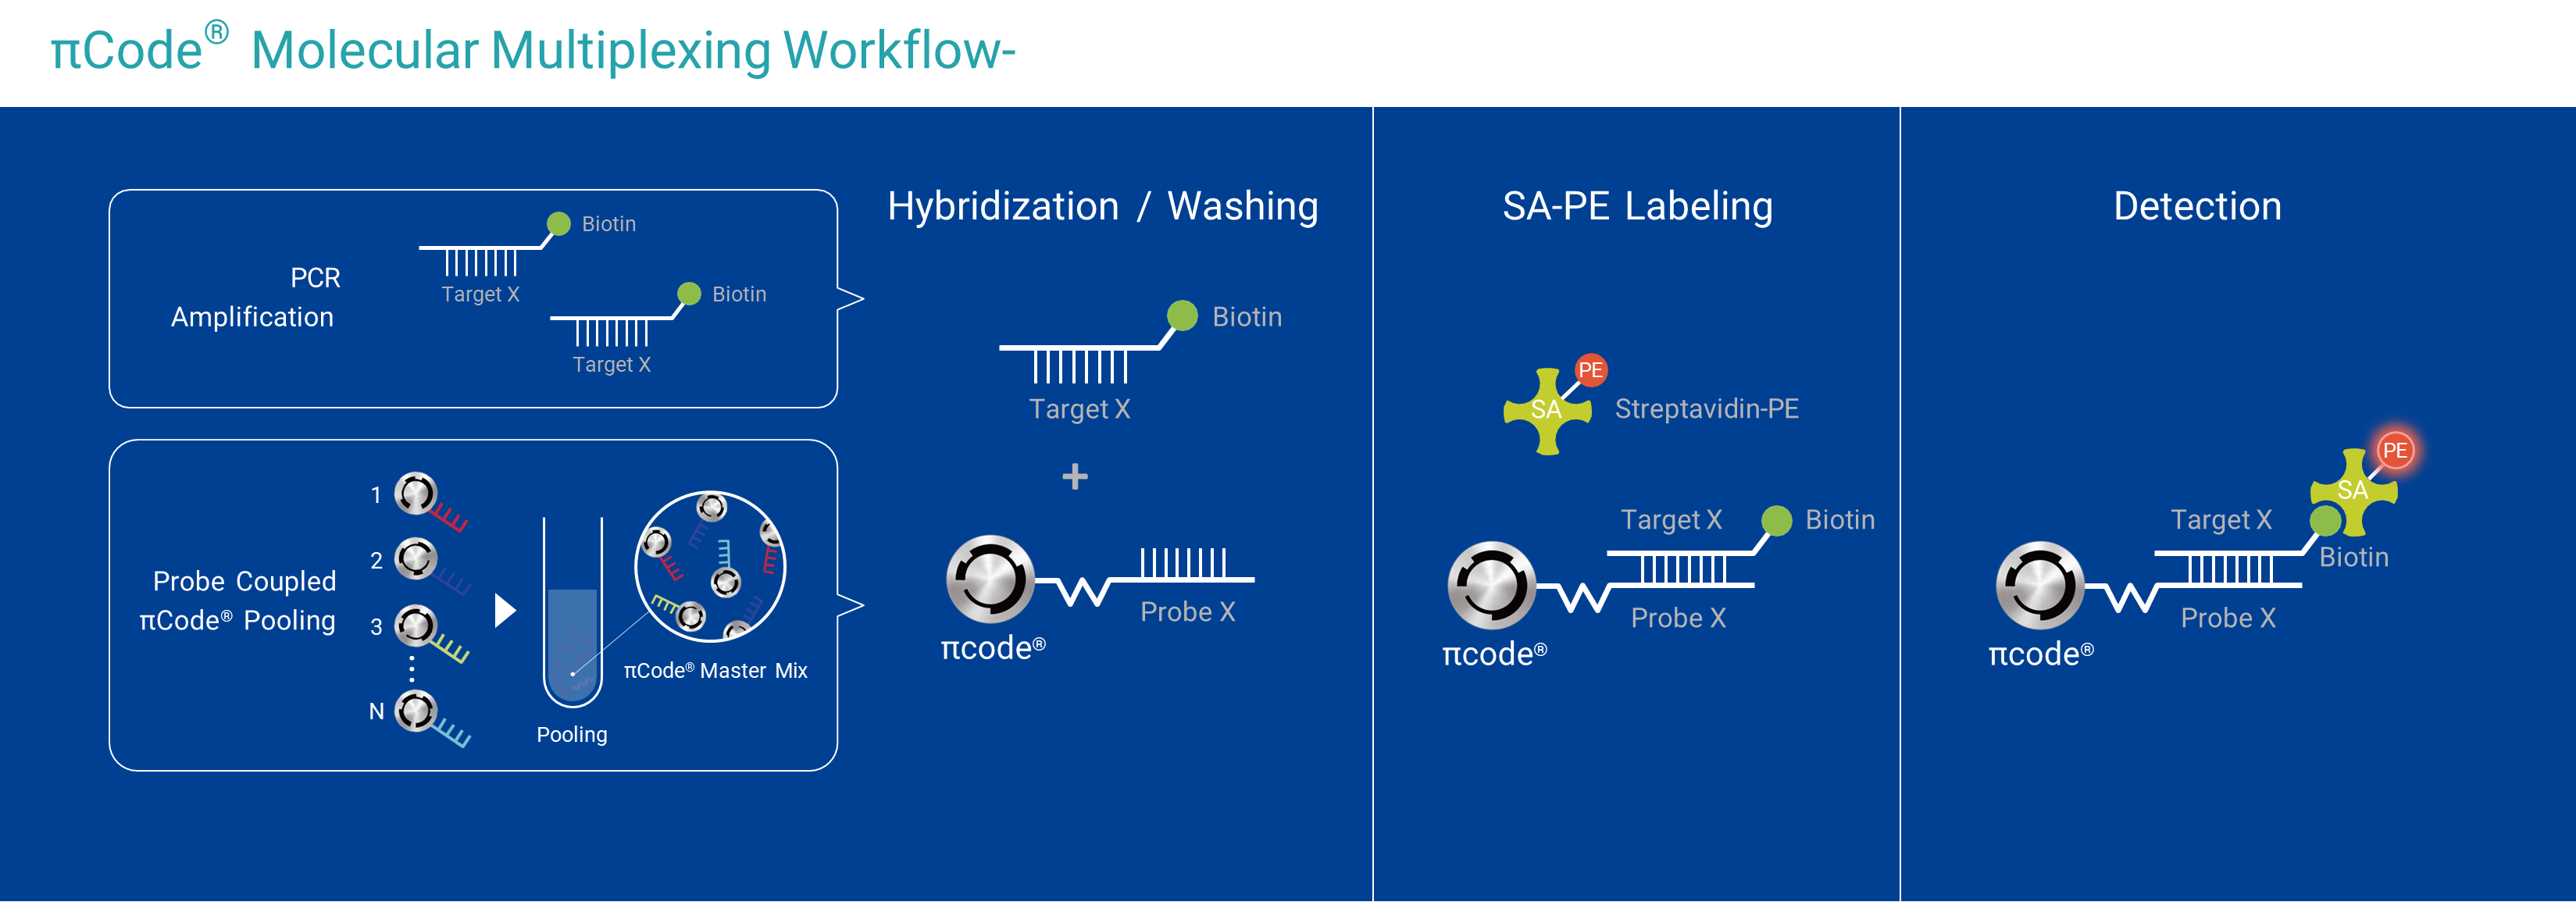 πCode® Molecular Multiplexing Workflow-
PCR
Amplification
Biotin
Target X
Biotin
Target X
Probe Coupled
πCode® Pooling
1
2
3
N
Pooling
πCode® Master Mix
Hybridization / Washing
Biotin
Target X
+
Probe X
πcode®
SA-PE Labeling
PE
SA
Streptavidin-PE
Target X
Biotin
Probe X
πcode®
Detection
PE
SA
Target X
Biotin
Probe X
πcode®